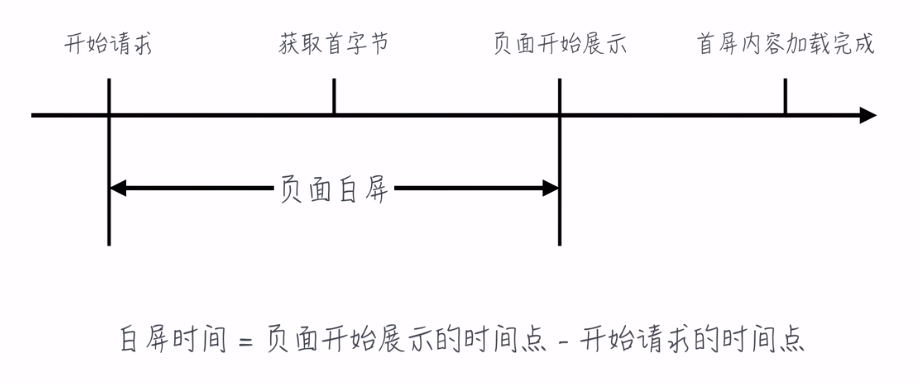 开始请求 获取首字节 页面开始展示 首屏内容加载完成
页面白屏
白屏时间 = 页面开始展示的时间点 - 开始请求的时间点